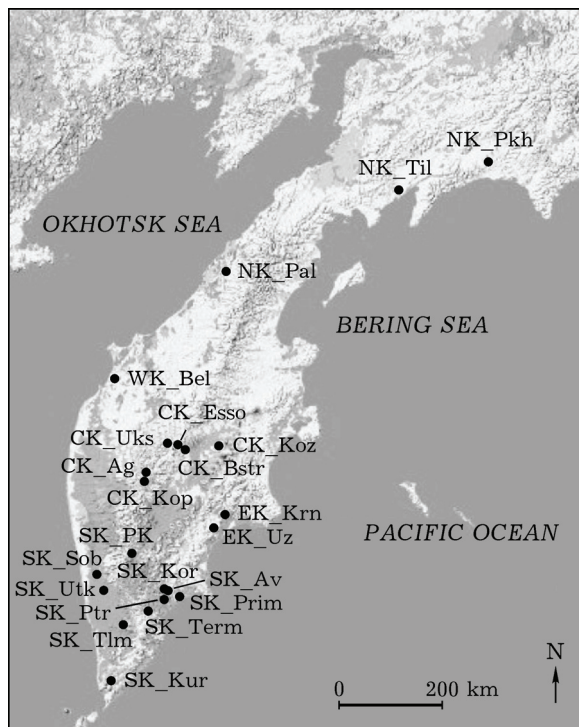 NK_Pkh
NK_Til
OKHOTSK SEA
NK_Pal
BERING SEA
WK_Bel
CK_Esso
CK_Uks
CK_Koz
CK_Ag
CK_Bstr
CK_Kop
EK_Krn
PACIFIC OCEAN
EK_Uz
SK_PK
SK_Sob
SK_Kor
SK_Av
SK_Utk
SK_Prim
SK_Ptr
SK_Term
SK_Tlm
N
SK_Kur
0 200 km